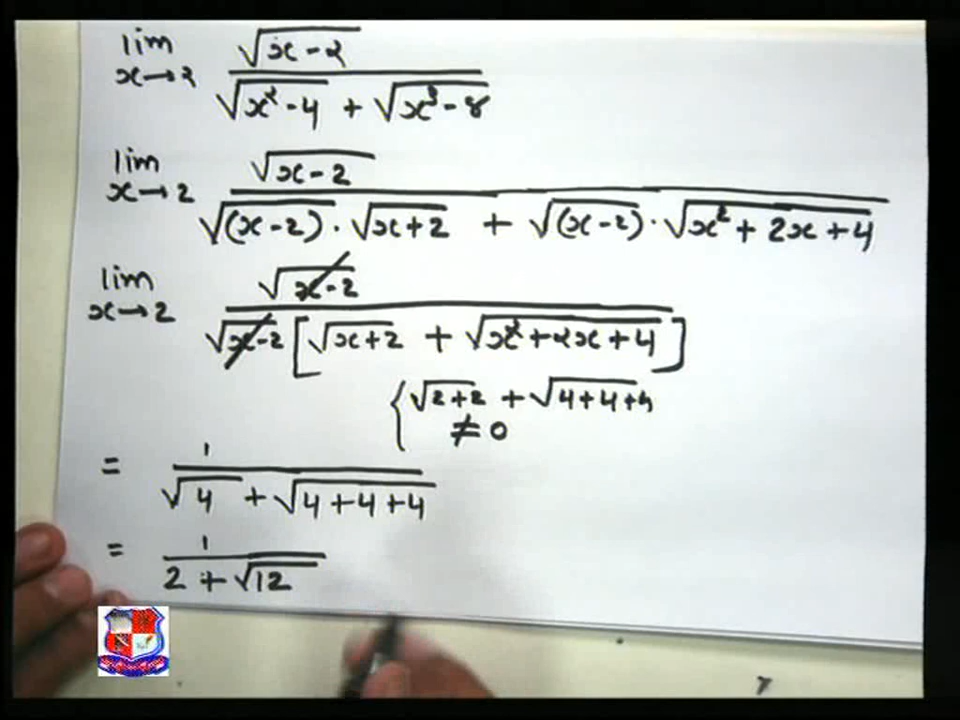 lim x→2 √(x-2) / (√(x²-4) + √(x³-8))
lim x→2 √(x-2) / (√(x-2) · √(x+2) + √(x-2) · √(x²+2x+4))
lim x→2 √(x-2) / (√(x-2) [√(x+2) + √(x²+2x+4)])
{ √(2+2) + √(4+4+4)
≠ 0
= 1 / (√4 + √(4+4+4))
= 1 / (2 + √12)